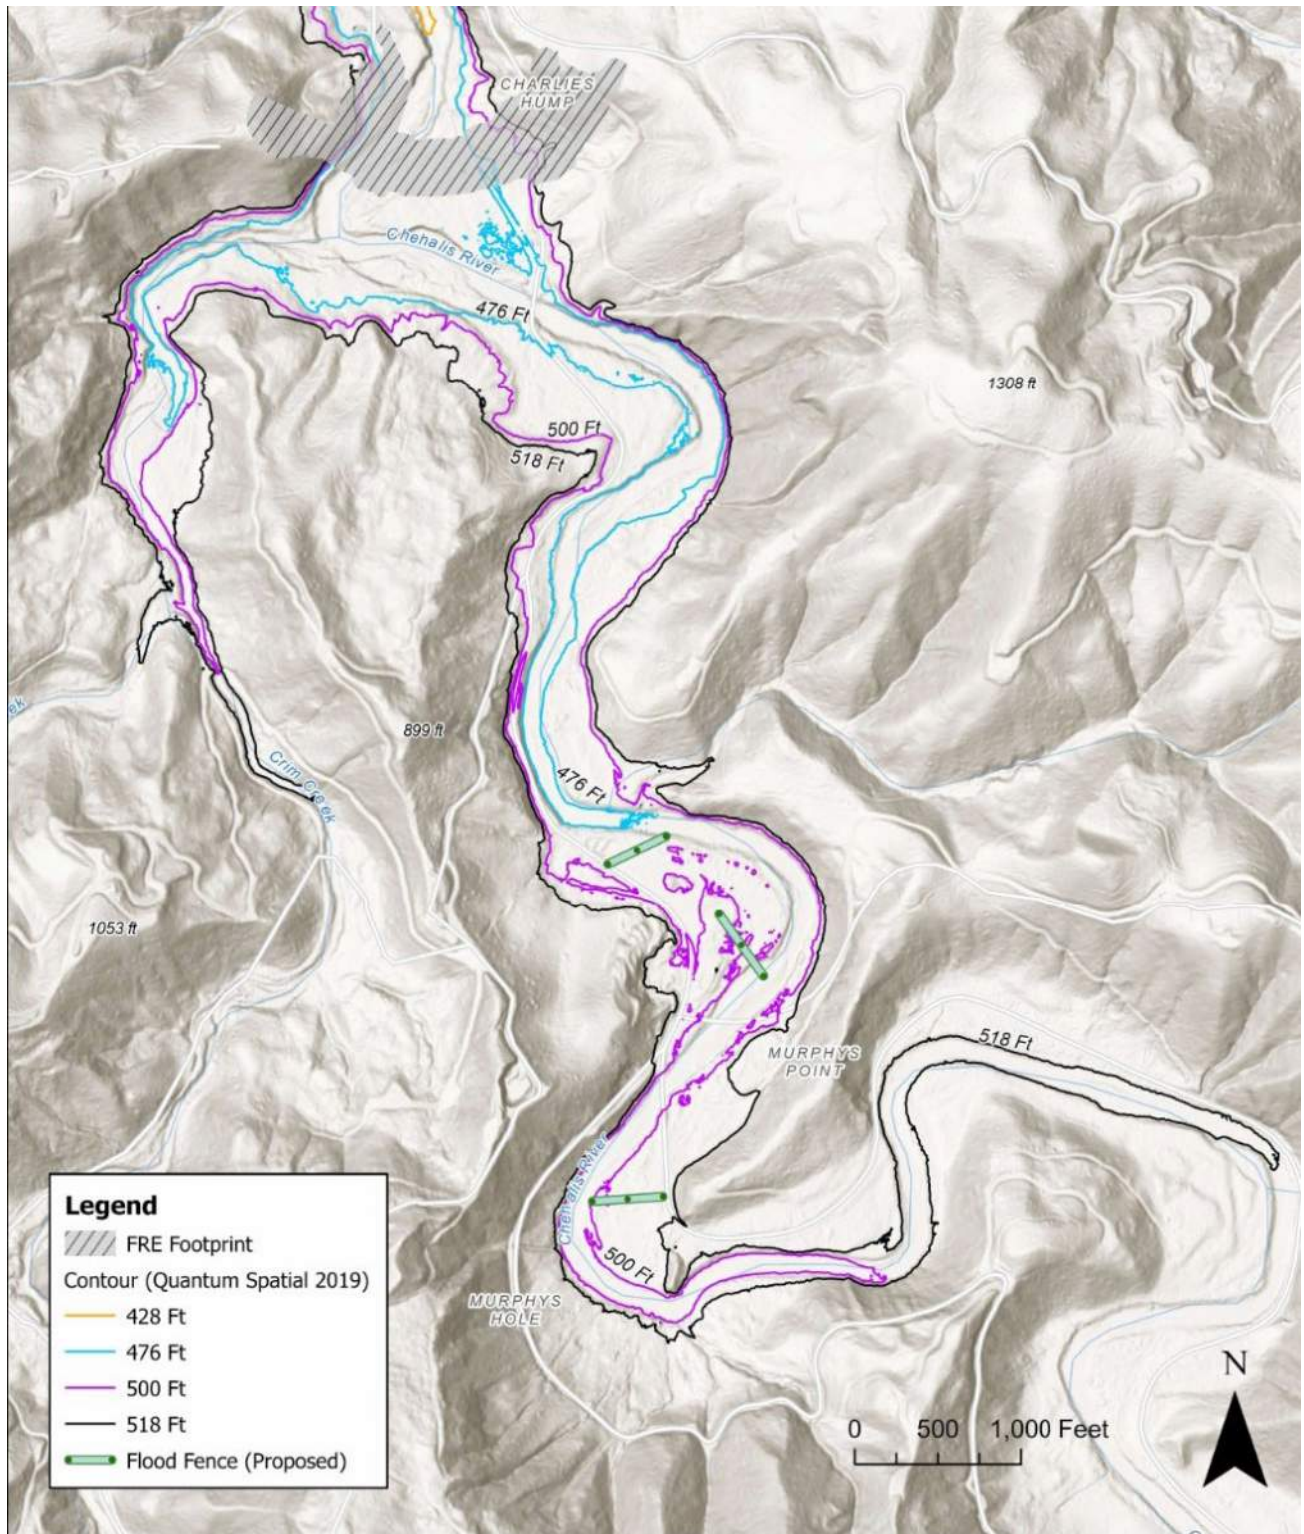 CHARLIES
HUMP
Chehalis River
476 Ft
1308 ft
500 Ft
518 Ft
ek
899 ft
Crim Creek
476 Ft
1053 ft
518 Ft
MURPHYS
POINT
Chehalis River
500 Ft
MURPHYS
HOLE
Legend
FRE Footprint
Contour (Quantum Spatial 2019)
428 Ft
476 Ft
500 Ft
518 Ft
Flood Fence (Proposed)
N
0 500 1,000 Feet